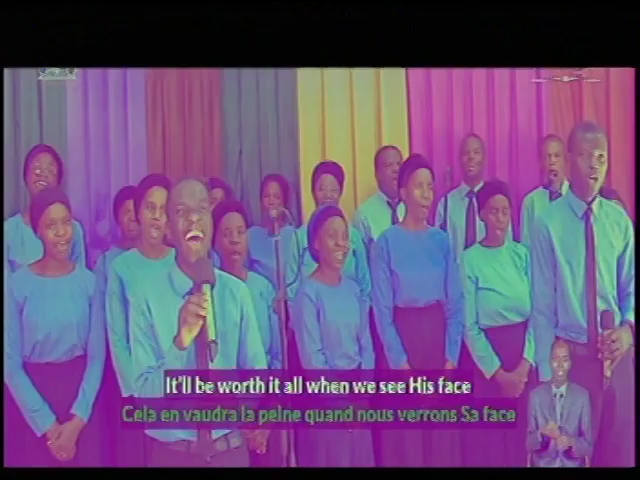 It'll be worth it all when we see His face
Cela en vaudra la peine quand nous verrons Sa face